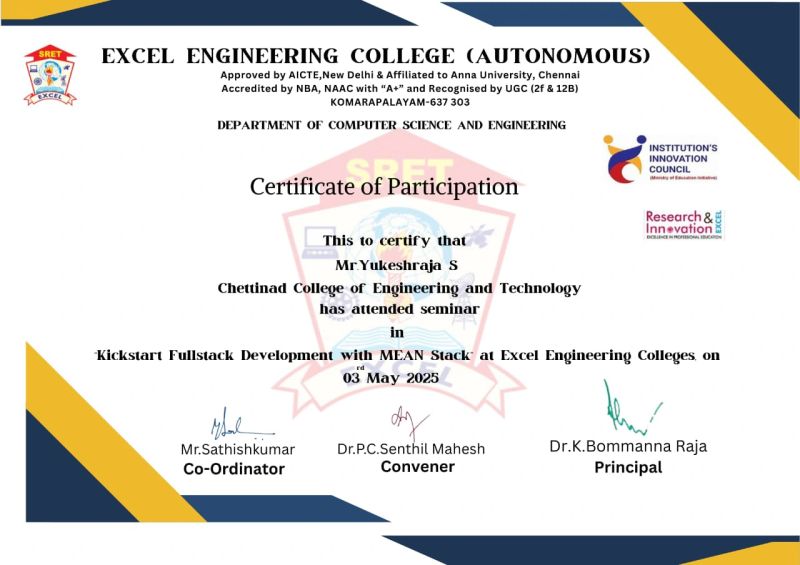 SRET
EXCEL
EXCEL ENGINEERING COLLEGE (AUTONOMOUS)
Approved by AICTE,New Delhi & Affiliated to Anna University, Chennai
Accredited by NBA, NAAC with “A+” and Recognised by UGC (2f & 12B)
KOMARAPALAYAM-637 303
DEPARTMENT OF COMPUTER SCIENCE AND ENGINEERING
INSTITUTION'S
INNOVATION
COUNCIL
(Ministry of Education Initiative)
SRET
Certificate of Participation
Research &
Innovation
EXCEL
EXCELLENCE IN PROFESSIONAL EDUCATION
This to certify that
Mr.Yukeshraja S
Chettinad College of Engineering and Technology
has attended seminar
in
"Kickstart Fullstack Development with MEAN Stack" at Excel Engineering Colleges, on
03rd May 2025
EXCEL
Mr.Sathishkumar
Co-Ordinator
Dr.P.C.Senthil Mahesh
Convener
Dr.K.Bommanna Raja
Principal